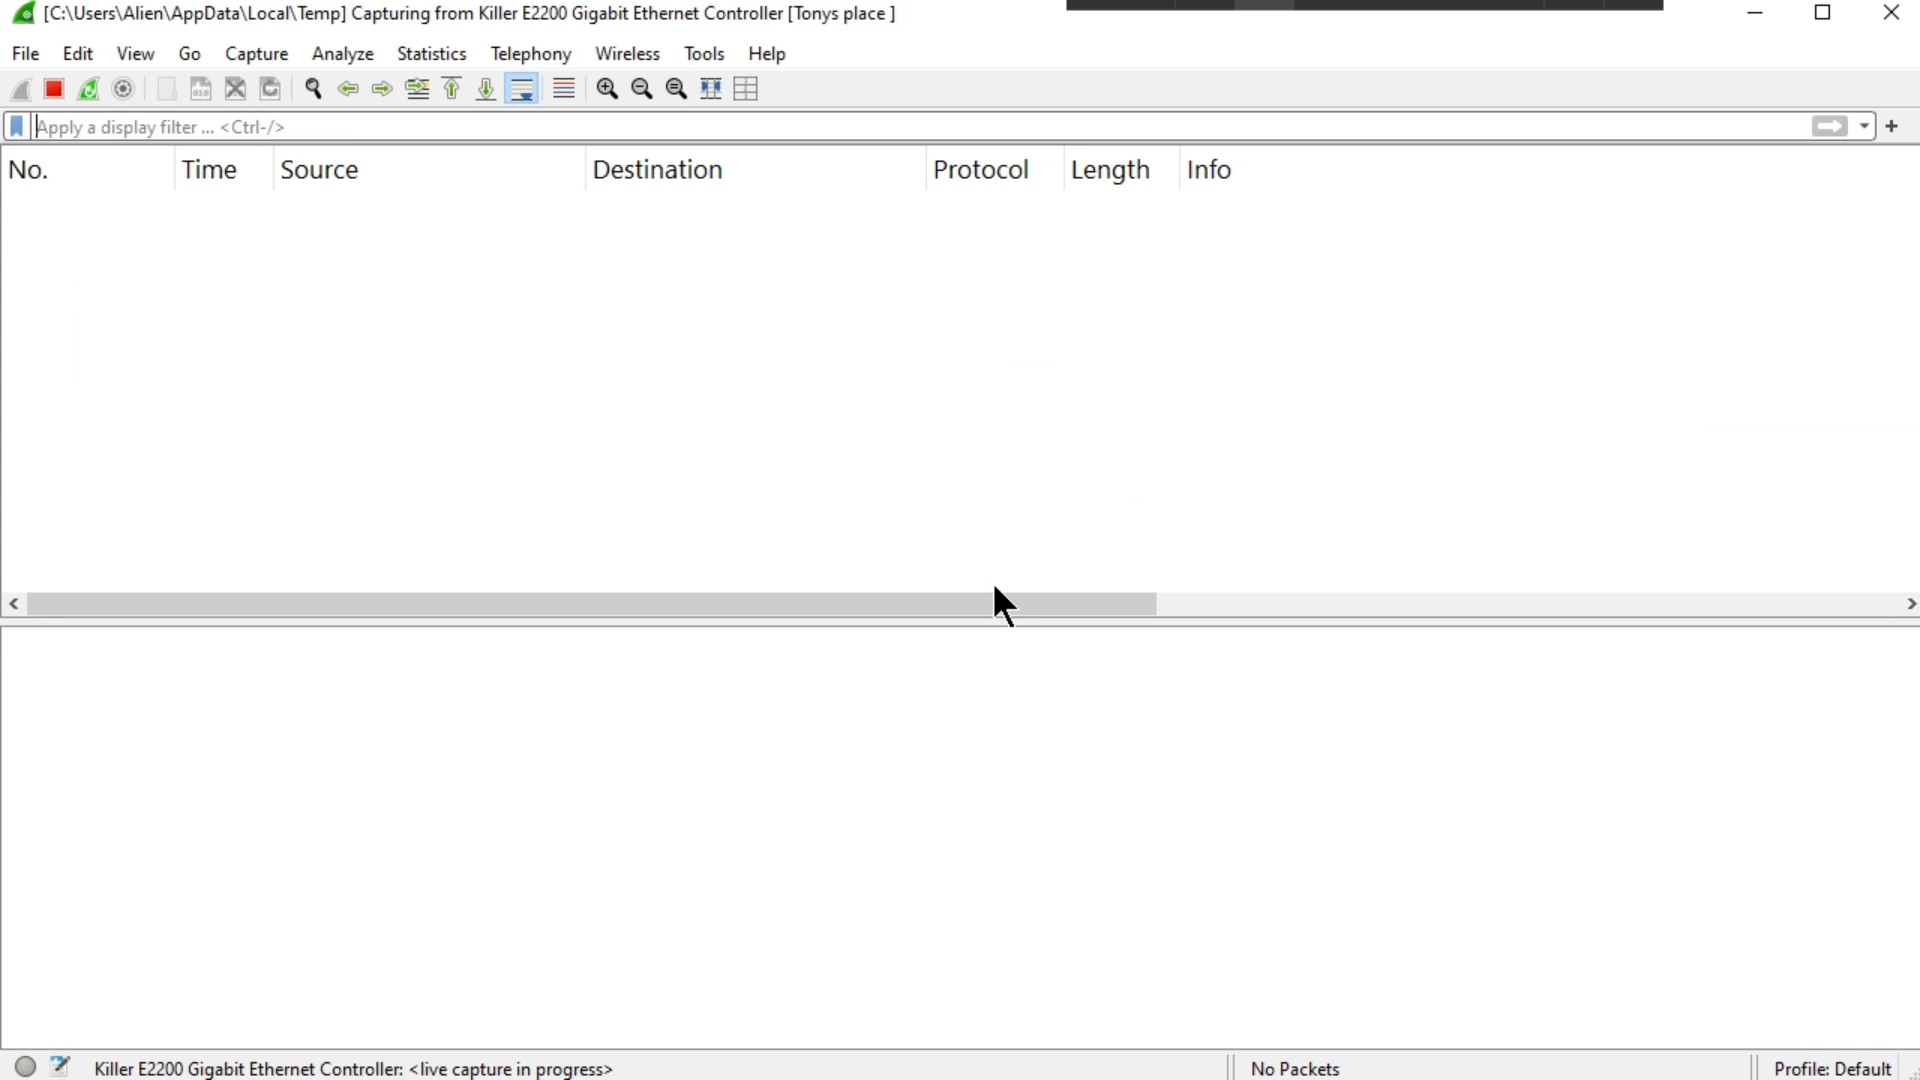 [C:\Users\Alien\AppData\Local\Temp] Capturing from Killer E2200 Gigabit Ethernet Controller [Tonys place ]
File Edit View Go Capture Analyze Statistics Telephony Wireless Tools Help
Apply a display filter ... <Ctrl-/>
No. Time Source Destination Protocol Length Info
Killer E2200 Gigabit Ethernet Controller: <live capture in progress> No Packets Profile: Default